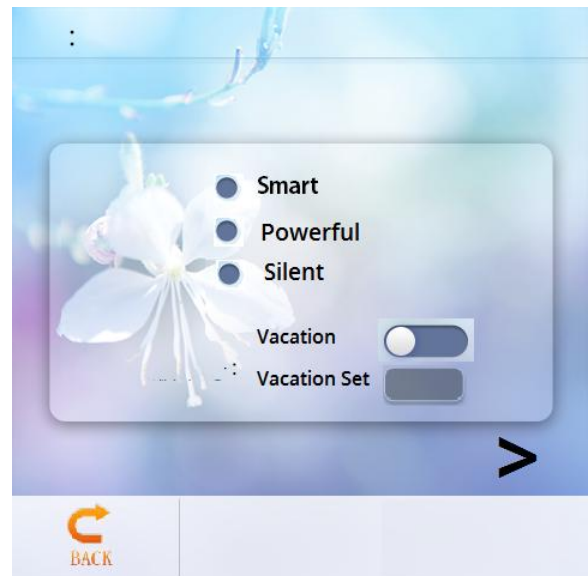 :
Smart
Powerful
Silent
Vacation
:
Vacation Set
>
BACK